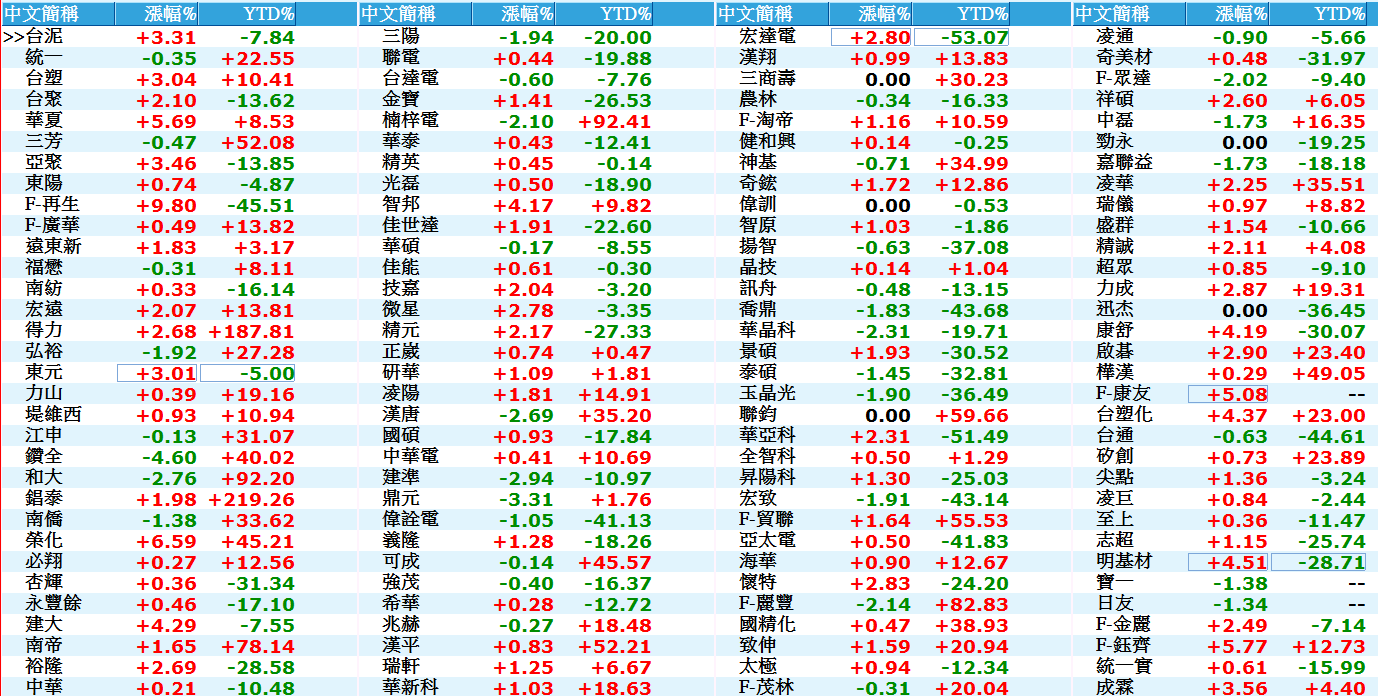 中文簡稱 漲幅% YTD% 中文簡稱 漲幅% YTD% 中文簡稱 漲幅% YTD% 中文簡稱 漲幅% YTD%
>>台泥 +3.31 -7.84 三陽 -1.94 -20.00 宏達電 +2.80 -53.07 凌通 -0.90 -5.66
統一 -0.35 +22.55 聯電 +0.44 -19.88 漢翔 +0.99 +13.83 奇美材 +0.48 -31.97
台塑 +3.04 +10.41 台達電 -0.60 -7.76 三商壽 0.00 +30.23 F-眾達 -2.02 -9.40
台聚 +2.10 -13.62 金寶 +1.41 -26.53 農林 -0.34 -16.33 祥碩 +2.60 +6.05
華夏 +5.69 +8.53 楠梓電 -2.10 +92.41 F-淘帝 +1.16 +10.59 中磊 -1.73 +16.35
三芳 -0.47 +52.08 華泰 +0.43 -12.41 健和興 +0.14 -0.25 勁永 0.00 -19.25
亞聚 +3.46 -13.85 精英 +0.45 -0.14 神基 -0.71 +34.99 嘉聯益 -1.73 -18.18
東陽 +0.74 -4.87 光磊 +0.50 -18.90 奇鋐 +1.72 +12.86 凌華 +2.25 +35.51
F-再生 +9.80 -45.51 智邦 +4.17 +9.82 偉訓 0.00 -0.53 瑞儀 +0.97 +8.82
F-廣華 +0.49 +13.82 佳世達 +1.91 -22.60 智原 +1.03 -1.86 盛群 +1.54 -10.66
遠東新 +1.83 +3.17 華碩 -0.17 -8.55 揚智 -0.63 -37.08 精誠 +2.11 +4.08
福懋 -0.31 +8.11 佳能 +0.61 -0.30 晶技 +0.14 +1.04 超眾 +0.85 -9.10
南紡 +0.33 -16.14 技嘉 +2.04 -3.20 訊舟 -0.48 -13.15 力成 +2.87 +19.31
宏遠 +2.07 +13.81 微星 +2.78 -3.35 喬鼎 -1.83 -43.68 迅杰 0.00 -36.45
得力 +2.68 +187.81 精元 +2.17 -27.33 華晶科 -2.31 -19.71 康舒 +4.19 -30.07
弘裕 -1.92 +27.28 正崴 +0.74 +0.47 景碩 +1.93 -30.52 啟碁 +2.90 +23.40
東元 +3.01 -5.00 研華 +1.09 +1.81 泰碩 -1.45 -32.81 樺漢 +0.29 +49.05
力山 +0.39 +19.16 凌陽 +1.81 +14.91 玉晶光 -1.90 -36.49 F-康友 +5.08 --
堤維西 +0.93 +10.94 漢唐 -2.69 +35.20 聯鈞 0.00 +59.66 台塑化 +4.37 +23.00
江申 -0.13 +31.07 國碩 +0.93 -17.84 華亞科 +2.31 -51.49 台通 -0.63 -44.61
鑽全 -4.60 +40.02 中華電 +0.41 +10.69 全智科 +0.50 +1.29 矽創 +0.73 +23.89
和大 -2.76 +92.20 建準 -2.94 -10.97 昇陽科 +1.30 -25.03 尖點 +1.36 -3.24
錩泰 +1.98 +219.26 鼎元 -3.31 +1.76 宏致 -1.91 -43.14 凌巨 +0.84 -2.44
南僑 -1.38 +33.62 偉詮電 -1.05 -41.13 F-貿聯 +1.64 +55.53 至上 +0.36 -11.47
榮化 +6.59 +45.21 義隆 +1.28 -18.26 亞太電 +0.50 -41.83 志超 +1.15 -25.74
必翔 +0.27 +12.56 可成 -0.14 +45.57 海華 +0.90 +12.67 明基材 +4.51 -28.71
杏輝 +0.36 -31.34 強茂 -0.40 -16.37 懷特 +2.83 -24.20 寶一 -1.38 --
永豐餘 +0.46 -17.10 希華 +0.28 -12.72 F-麗豐 -2.14 +82.83 日友 -1.34 --
建大 +4.29 -7.55 兆赫 -0.27 +18.48 國精化 +0.47 +38.93 F-金麗 +2.49 -7.14
南帝 +1.65 +78.14 漢平 +0.83 +52.21 致伸 +1.59 +20.94 F-鈺齊 +5.77 +12.73
裕隆 +2.69 -28.58 瑞軒 +1.25 +6.67 太極 +0.94 -12.34 統一實 +0.61 -15.99
中華 +0.21 -10.48 華新科 +1.03 +18.63 F-茂林 -0.31 +20.04 成霖 +3.56 +4.40